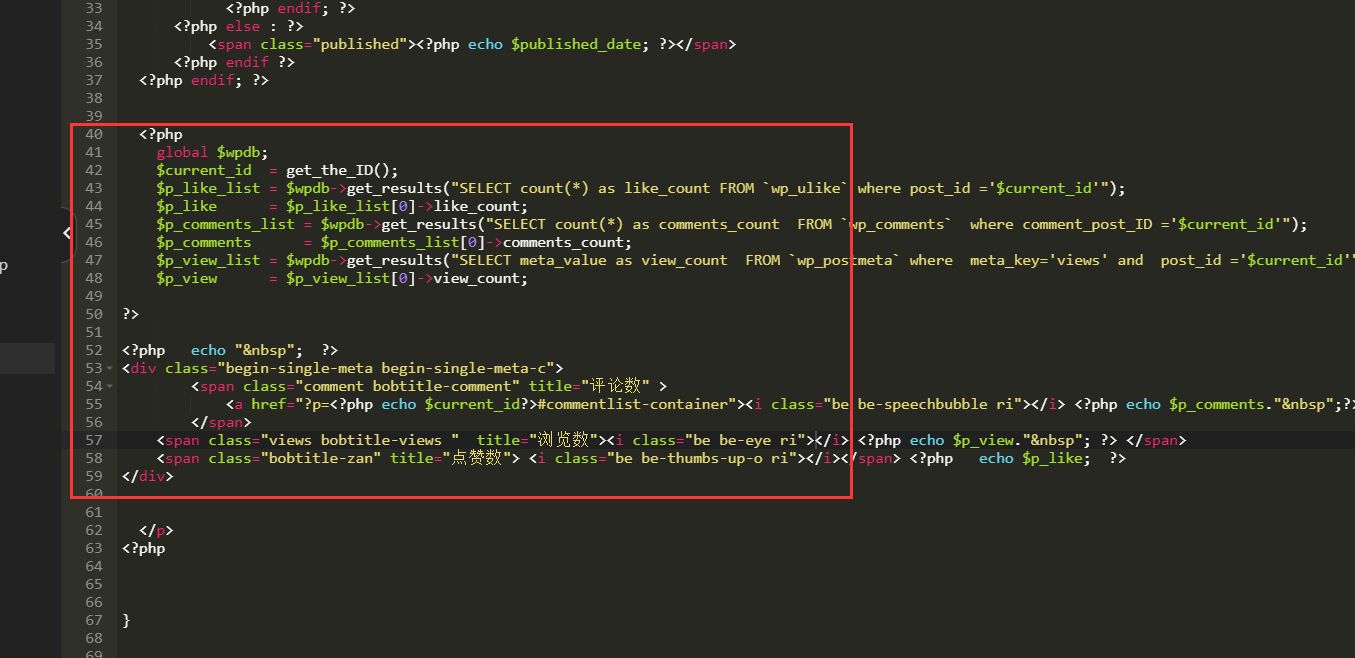 33 <?php endif; ?>
34 <?php else : ?>
35 <span class="published"><?php echo $published_date; ?></span>
36 <?php endif ?>
37 <?php endif; ?>
38
39
40 <?php
41 global $wpdb;
42 $current_id  = get_the_ID();
43 $p_like_list = $wpdb->get_results("SELECT count(*) as like_count FROM `wp_ulike` where post_id ='$current_id'");
44 $p_like      = $p_like_list[0]->like_count;
45 $p_comments_list = $wpdb->get_results("SELECT count(*) as comments_count  FROM `wp_comments`  where comment_post_ID ='$current_id'");
46 $p_comments      = $p_comments_list[0]->comments_count;
p
47 $p_view_list = $wpdb->get_results("SELECT meta_value as view_count  FROM `wp_postmeta` where  meta_key='views' and  post_id ='$current_id'"
48 $p_view      = $p_view_list[0]->view_count;
49
50 ?>
51
52 <?php   echo "&nbsp";  ?>
53 <div class="begin-single-meta begin-single-meta-c">
54 <span class="comment bobtitle-comment" title="评论数" >
55 <a href="?p=<?php echo $current_id?>#commentlist-container"><i class="be be-speechbubble ri"></i> <?php echo $p_comments."&nbsp";?>
56 </span>
57 <span class="views bobtitle-views "  title="浏览数"><i class="be be-eye ri"></i> <?php echo $p_view."&nbsp"; ?> </span>
58 <span class="bobtitle-zan" title="点赞数"> <i class="be be-thumbs-up-o ri"></i></span> <?php   echo $p_like;  ?>
59 </div>
60
61
62 </p>
63 <?php
64
65
66
67 }
68
69